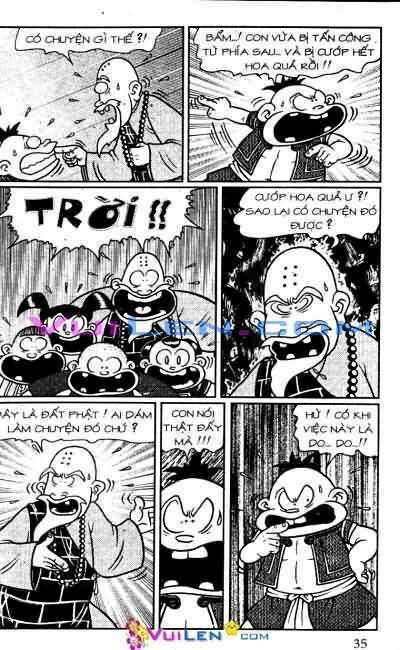 CÓ CHUYỆN GÌ THẾ ?!
BẨM...! CON VỪA BỊ TẤN CÔNG
TỪ PHÍA SAU... VÀ BỊ CƯỚP HẾT
HOA QUẢ RỒI !!
TRỜI !!
CƯỚP HOA QUẢ Ư ?!
SAO LẠI CÓ CHUYỆN ĐÓ
ĐƯỢC ?
VUILEN.COM
ĐÂY LÀ ĐẤT PHẬT ! AI DÁM
LÀM CHUYỆN ĐÓ CHỨ ?
CON NÓI
THẬT ĐẤY
MÀ !!!
HỨ ! CÓ KHI
VIỆC NÀY LÀ
DO... DO...!!
35
VUILEN.COM